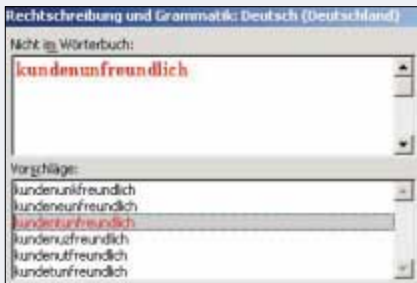 Rechtschreibung und Grammatik: Deutsch (Deutschland)
Nicht im Wörterbuch:
kundenunfreundlich
Vorschläge:
kundenunkfreundlich
kundeneunfreundlich
kundentunfreundlich
kundenuzfreundlich
kundenutfreundlich
kundetunfreundlich